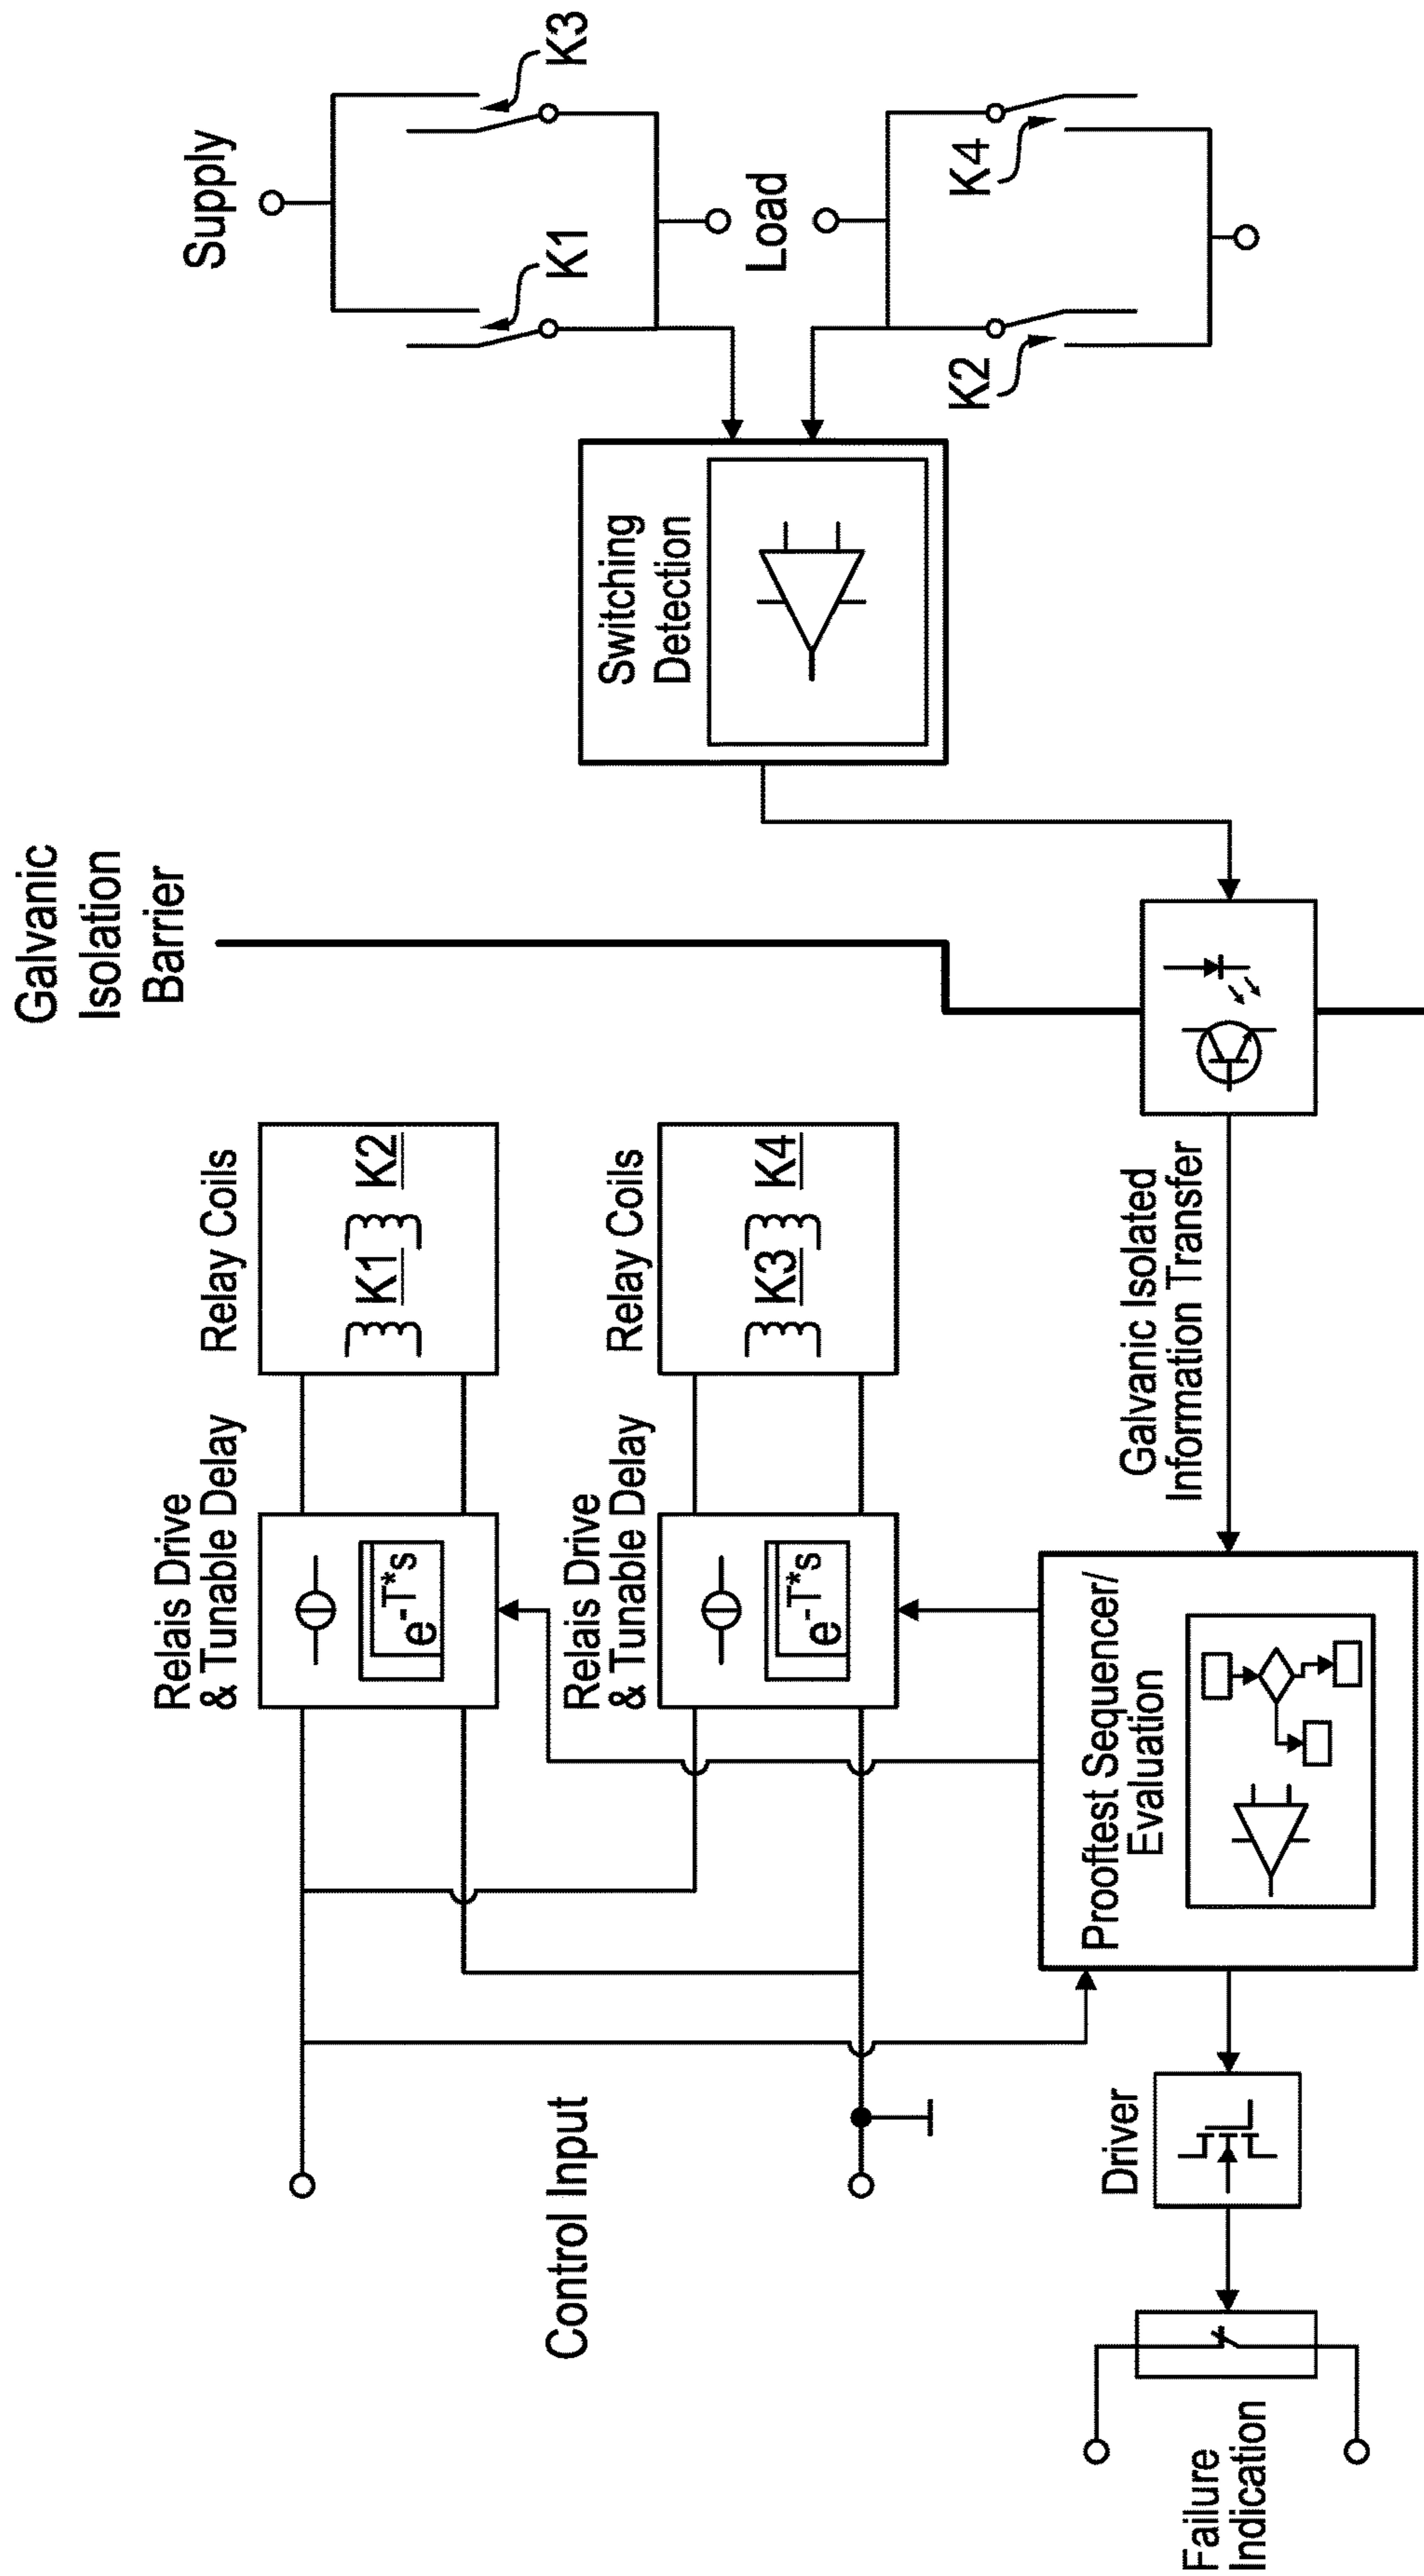 Galvanic
Isolation
Barrier
Supply
K1
K3
Load
K2
K4
Switching
Detection
Relay Coils
K1
K2
Relay Coils
K3
K4
Relais Drive
& Tunable Delay
e-T*s
Relais Drive
& Tunable Delay
e-T*s
Galvanic Isolated
Information Transfer
Prooftest Sequencer/
Evaluation
Control Input
Driver
Failure
Indication